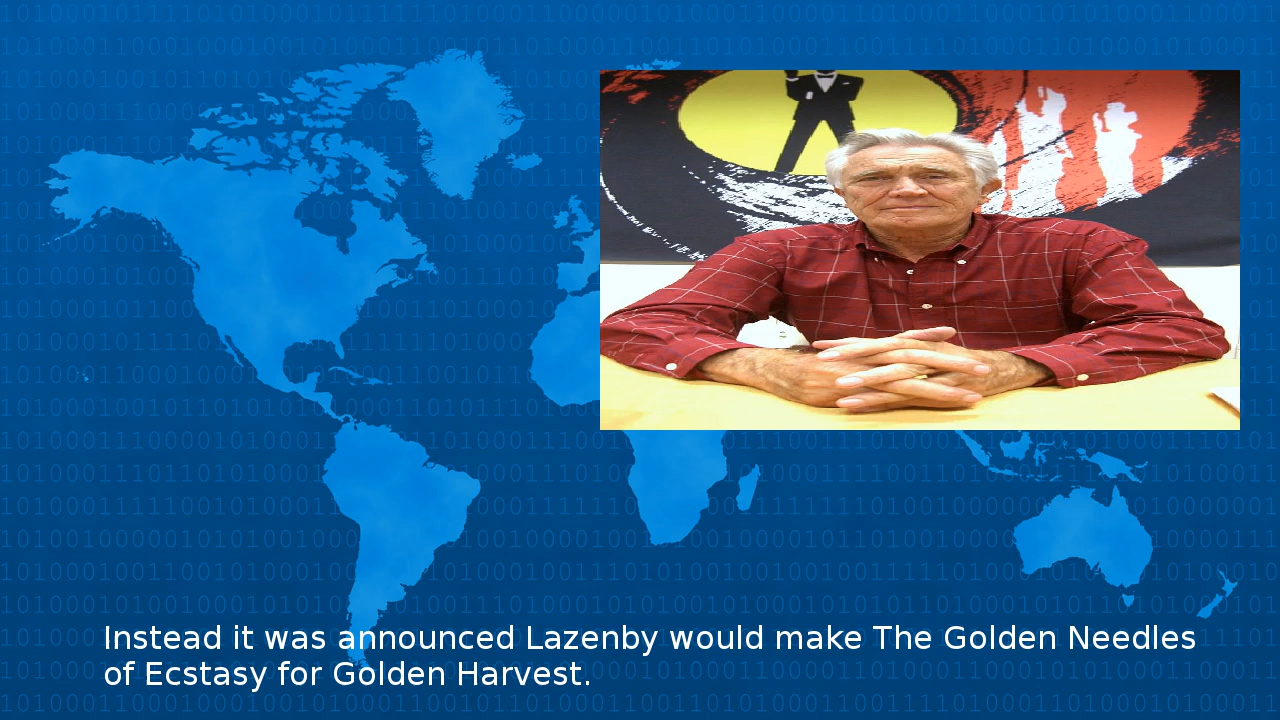 Instead it was announced Lazenby would make The Golden Needles
of Ecstasy for Golden Harvest.